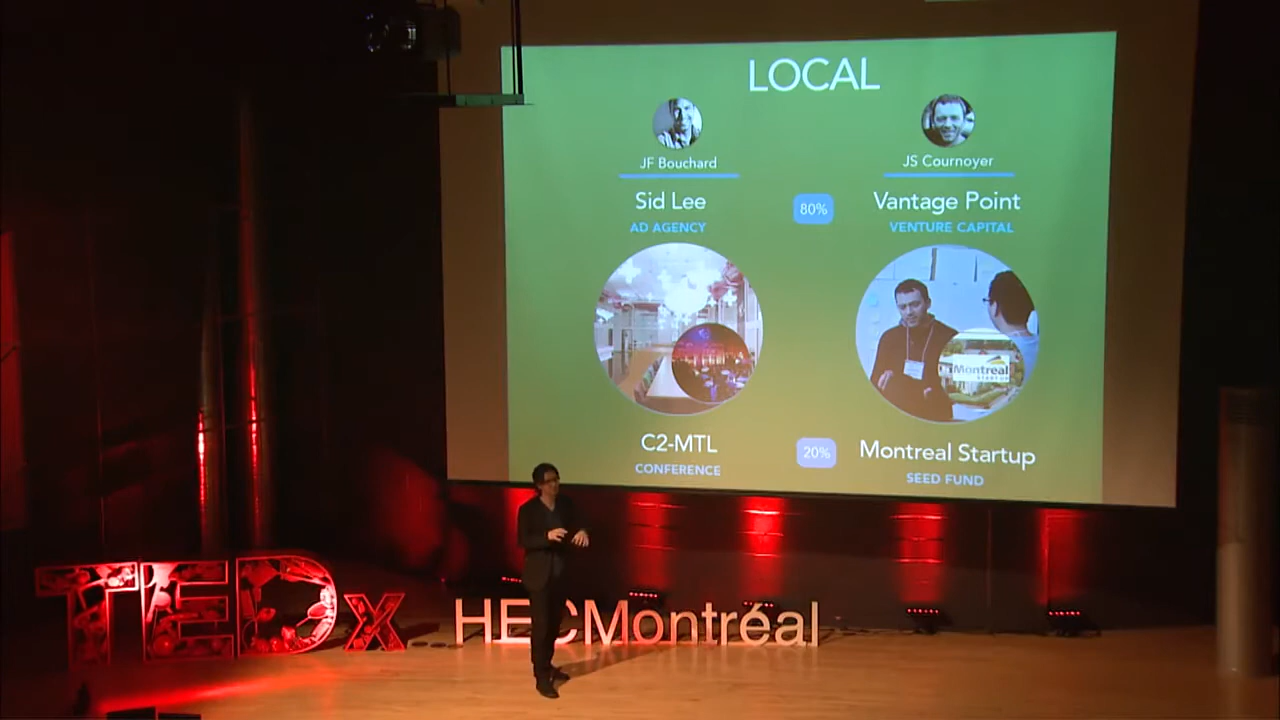 LOCAL
JF Bouchard
JS Cournoyer
Sid Lee
80%
Vantage Point
AD AGENCY
VENTURE CAPITAL
Montreal
STARTUP
C2-MTL
20%
Montreal Startup
CONFERENCE
SEED FUND
TEDx
HECMontréal